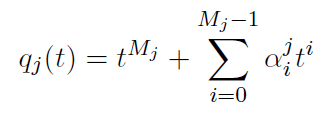 q_j(t) = t^{M_j} + \sum_{i=0}^{M_j-1} \alpha_i^j t^i